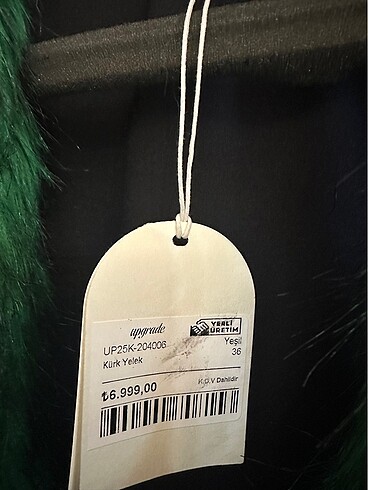 upgrade YERLİ ÜRETİM
UP25K-204006 Yeşil
Kürk Yelek 36
₺6.999,00 K.D.V Dahildir